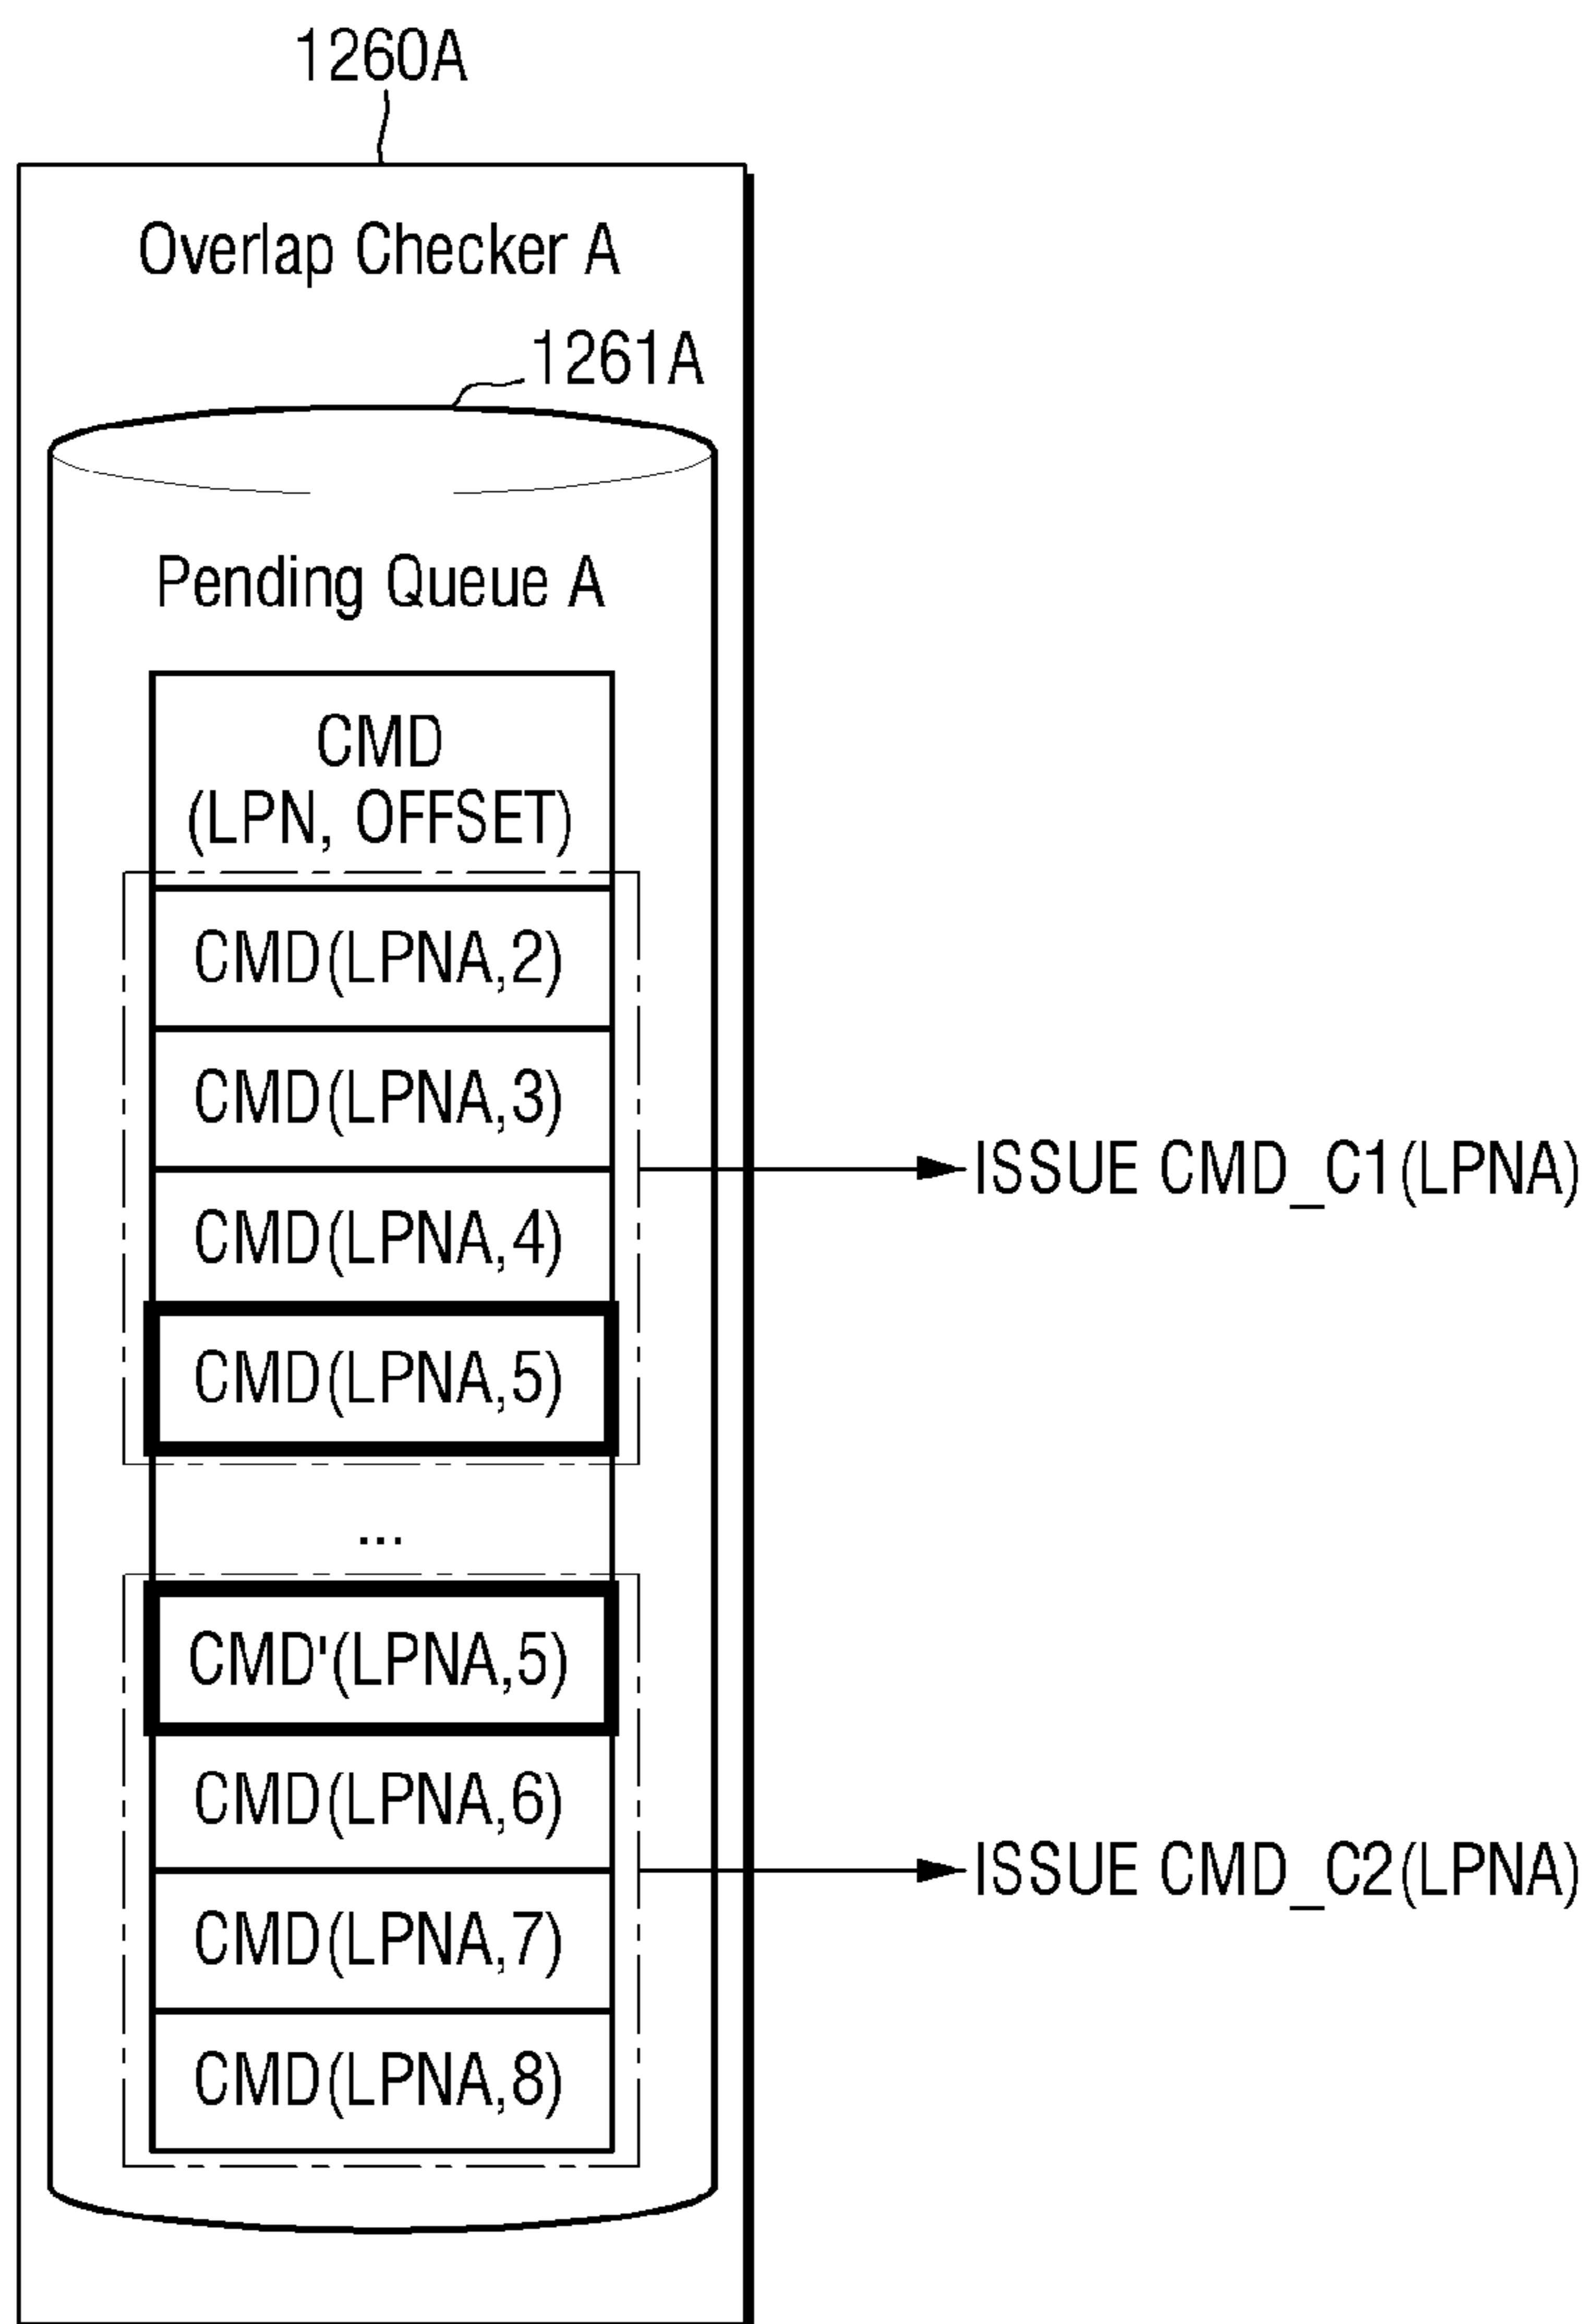 1260A
Overlap Checker A
1261A
Pending Queue A
CMD
(LPN, OFFSET)
CMD(LPNA,2)
CMD(LPNA,3)
CMD(LPNA,4)
CMD(LPNA,5)
ISSUE CMD_C1(LPNA)
...
CMD'(LPNA,5)
CMD(LPNA,6)
CMD(LPNA,7)
CMD(LPNA,8)
ISSUE CMD_C2(LPNA)